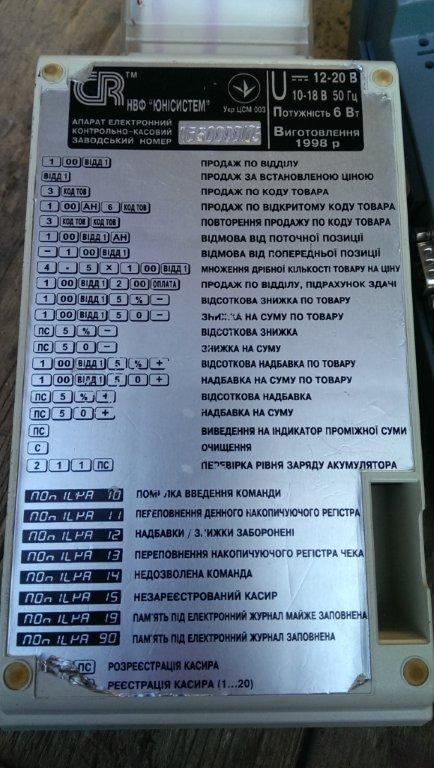 CR™
НВФ "ЮНІСИСТЕМ"
АПАРАТ ЕЛЕКТРОННИЙ
КОНТРОЛЬНО-КАСОВИЙ
ЗАВОДСЬКИЙ НОМЕР
Укр ЦСМ 003
U 12-20 В
10-18 В 50 Гц
Потужність 6 Вт
Виготовлення
1998 р
1 00 ВІДД 1 ПРОДАЖ ПО ВІДДІЛУ
ВІДД 1 ПРОДАЖ ЗА ВСТАНОВЛЕНОЮ ЦІНОЮ
3 КОД ТОВ ПРОДАЖ ПО КОДУ ТОВАРА
1 00 АН 6 КОД ТОВ ПРОДАЖ ПО ВІДКРИТОМУ КОДУ ТОВАРА
3 КОД ТОВ КОД ТОВ ПОВТОРЕННЯ ПРОДАЖУ ПО КОДУ ТОВАРА
1 00 ВІДД 1 АН ВІДМОВА ВІД ПОТОЧНОЇ ПОЗИЦІЇ
- 1 00 ВІДД 1 ВІДМОВА ВІД ПОПЕРЕДНЬОЇ ПОЗИЦІЇ
4 . 5 X 1 00 ВІДД 1 МНОЖЕННЯ ДРІБНОЇ КІЛЬКОСТІ ТОВАРУ НА ЦІНУ
1 00 ВІДД 1 2 00 ОПЛАТА ПРОДАЖ ПО ВІДДІЛУ, ПІДРАХУНОК ЗДАЧІ
1 00 ВІДД 1 5 % - ВІДСОТКОВА ЗНИЖКА ПО ТОВАРУ
1 00 ВІДД 1 5 0 - ЗНИЖКА НА СУМУ ПО ТОВАРУ
ПС 5 % - ВІДСОТКОВА ЗНИЖКА
ПС 5 0 - ЗНИЖКА НА СУМУ
1 00 ВІДД 1 5 % + ВІДСОТКОВА НАДБАВКА ПО ТОВАРУ
1 00 ВІДД 1 5 0 + НАДБАВКА НА СУМУ ПО ТОВАРУ
ПС 5 % + ВІДСОТКОВА НАДБАВКА
ПС 5 0 + НАДБАВКА НА СУМУ
ПС ВИВЕДЕННЯ НА ІНДИКАТОР ПРОМІЖНОЇ СУМИ
С ОЧИЩЕННЯ
2 1 1 ПС ПЕРЕВІРКА РІВНЯ ЗАРЯДУ АКУМУЛЯТОРА
ПОМІЛКА 10 ПОМИЛКА ВВЕДЕННЯ КОМАНДИ
ПОМІЛКА 11 ПЕРЕПОВНЕННЯ ДЕННОГО НАКОПИЧУЮЧОГО РЕГІСТРА
ПОМІЛКА 12 НАДБАВКИ / ЗНИЖКИ ЗАБОРОНЕНІ
ПОМІЛКА 13 ПЕРЕПОВНЕННЯ НАКОПИЧУЮЧОГО РЕГІСТРА ЧЕКА
ПОМІЛКА 14 НЕДОЗВОЛЕНА КОМАНДА
ПОМІЛКА 15 НЕЗАРЕЄСТРОВАНИЙ КАСИР
ПОМІЛКА 19 ПАМ'ЯТЬ ПІД ЕЛЕКТРОННИЙ ЖУРНАЛ МАЙЖЕ ЗАПОВНЕНА
ПОМІЛКА 90 ПАМ'ЯТЬ ПІД ЕЛЕКТРОННИЙ ЖУРНАЛ ЗАПОВНЕНА
ПС РОЗРЕЄСТРАЦІЯ КАСИРА
РЕЄСТРАЦІЯ КАСИРА (1...20)